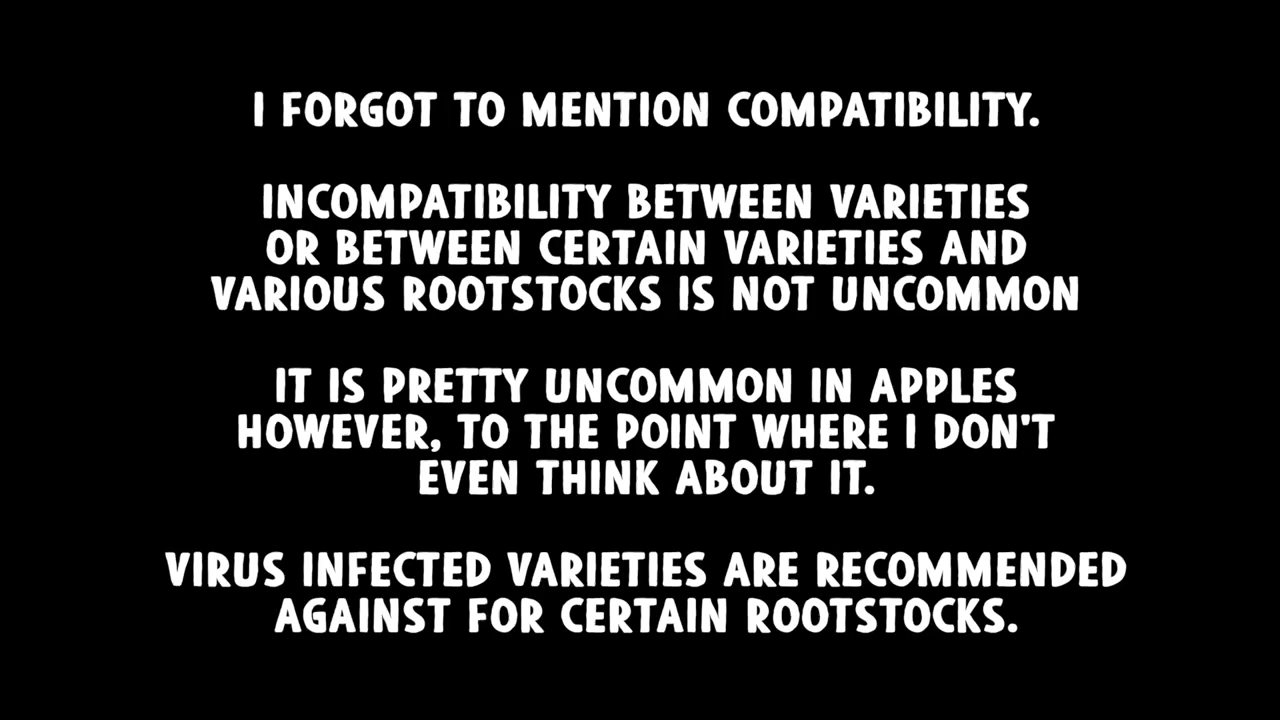 I FORGOT TO MENTION COMPATIBILITY.
INCOMPATIBILITY BETWEEN VARIETIES
OR BETWEEN CERTAIN VARIETIES AND
VARIOUS ROOTSTOCKS IS NOT UNCOMMON
IT IS PRETTY UNCOMMON IN APPLES
HOWEVER, TO THE POINT WHERE I DON'T
EVEN THINK ABOUT IT.
VIRUS INFECTED VARIETIES ARE RECOMMENDED
AGAINST FOR CERTAIN ROOTSTOCKS.